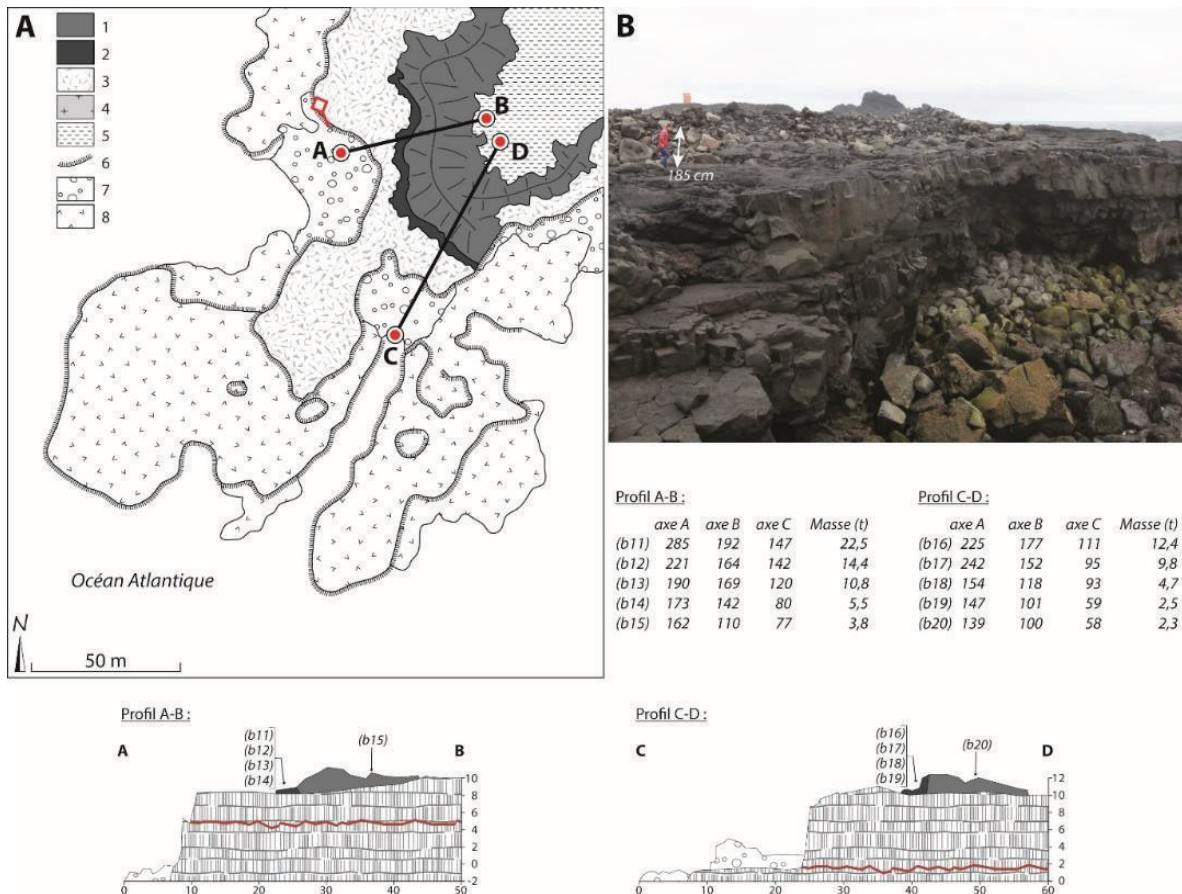 A
1
2
3
4
5
6
7
8
B
D
A
C
Océan Atlantique
N
50 m
B
185 cm
Profil A-B :
axe A axe B axe C Masse (t)
(b11) 285 192 147 22,5
(b12) 221 164 142 14,4
(b13) 190 169 120 10,8
(b14) 173 142 80 5,5
(b15) 162 110 77 3,8
Profil C-D :
axe A axe B axe C Masse (t)
(b16) 225 177 111 12,4
(b17) 242 152 95 9,8
(b18) 154 118 93 4,7
(b19) 147 101 59 2,5
(b20) 139 100 58 2,3
Profil A-B :
A
B
(b11)
(b12)
(b13)
(b14)
(b15)
10
8
6
4
2
0
-2
0 10 20 30 40 50
Profil C-D :
C
D
(b16)
(b17)
(b18)
(b19)
(b20)
12
10
8
6
4
2
0
0 10 20 30 40 50 60